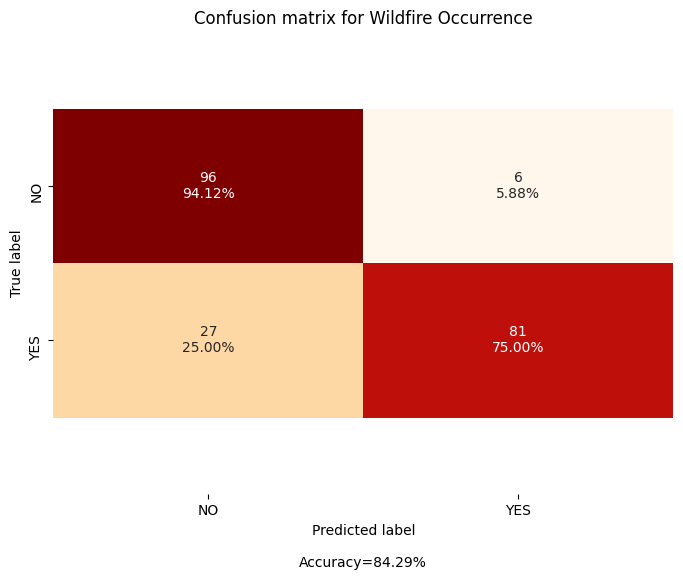 Confusion matrix for Wildfire Occurrence
True label
NO
96
94.12%
6
5.88%
YES
27
25.00%
81
75.00%
NO
YES
Predicted label
Accuracy=84.29%